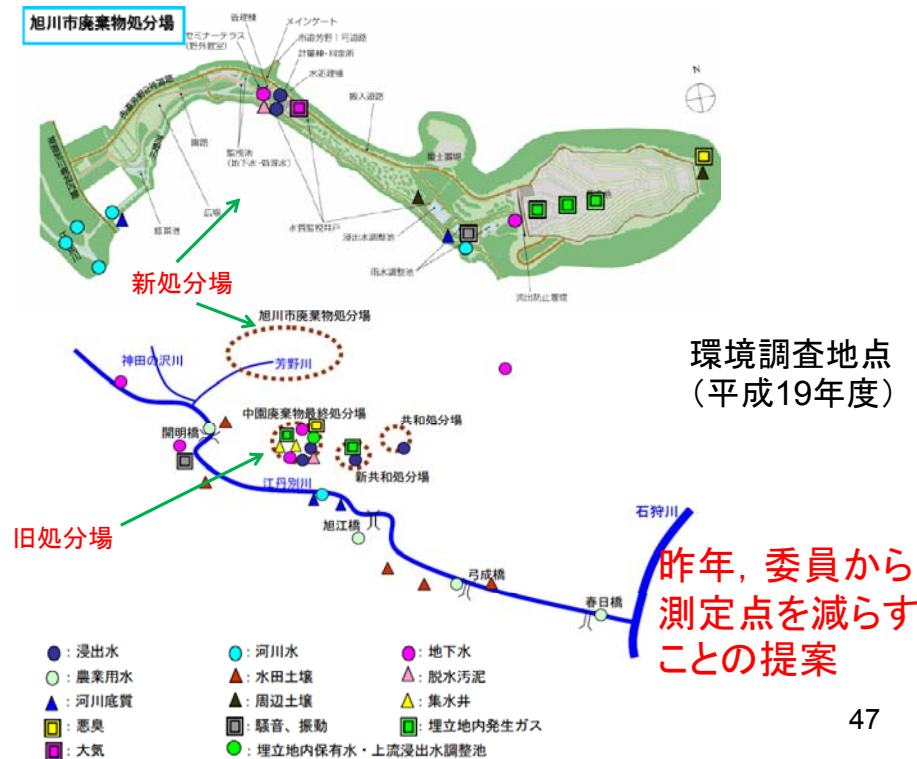 旭川市廃棄物処分場
管理棟
メインゲート
セミナーテラス
(野外教室)
市道芳野1号道路
計量棟・料金所
水処理棟
搬入道路
N
監視池
(地下水・処理水)
広場
修景池
水質監視井戸
浸出水調整池
雨水調整池
流出防止堰堤
新処分場
旭川市廃棄物処分場
神田の沢川
芳野川
環境調査地点
(平成19年度)
中園廃棄物最終処分場
共和処分場
開明橋
新共和処分場
江丹別川
旧処分場
旭江橋
石狩川
弓成橋
春日橋
昨年,委員から
測定点を減らす
ことの提案
:浸出水
:河川水
:地下水
:農業用水
:水田土壌
:脱水汚泥
:河川底質
:周辺土壌
:集水井
:悪臭
:騒音、振動
:埋立地内発生ガス
:大気
:埋立地内保有水・上流浸出水調整池
47